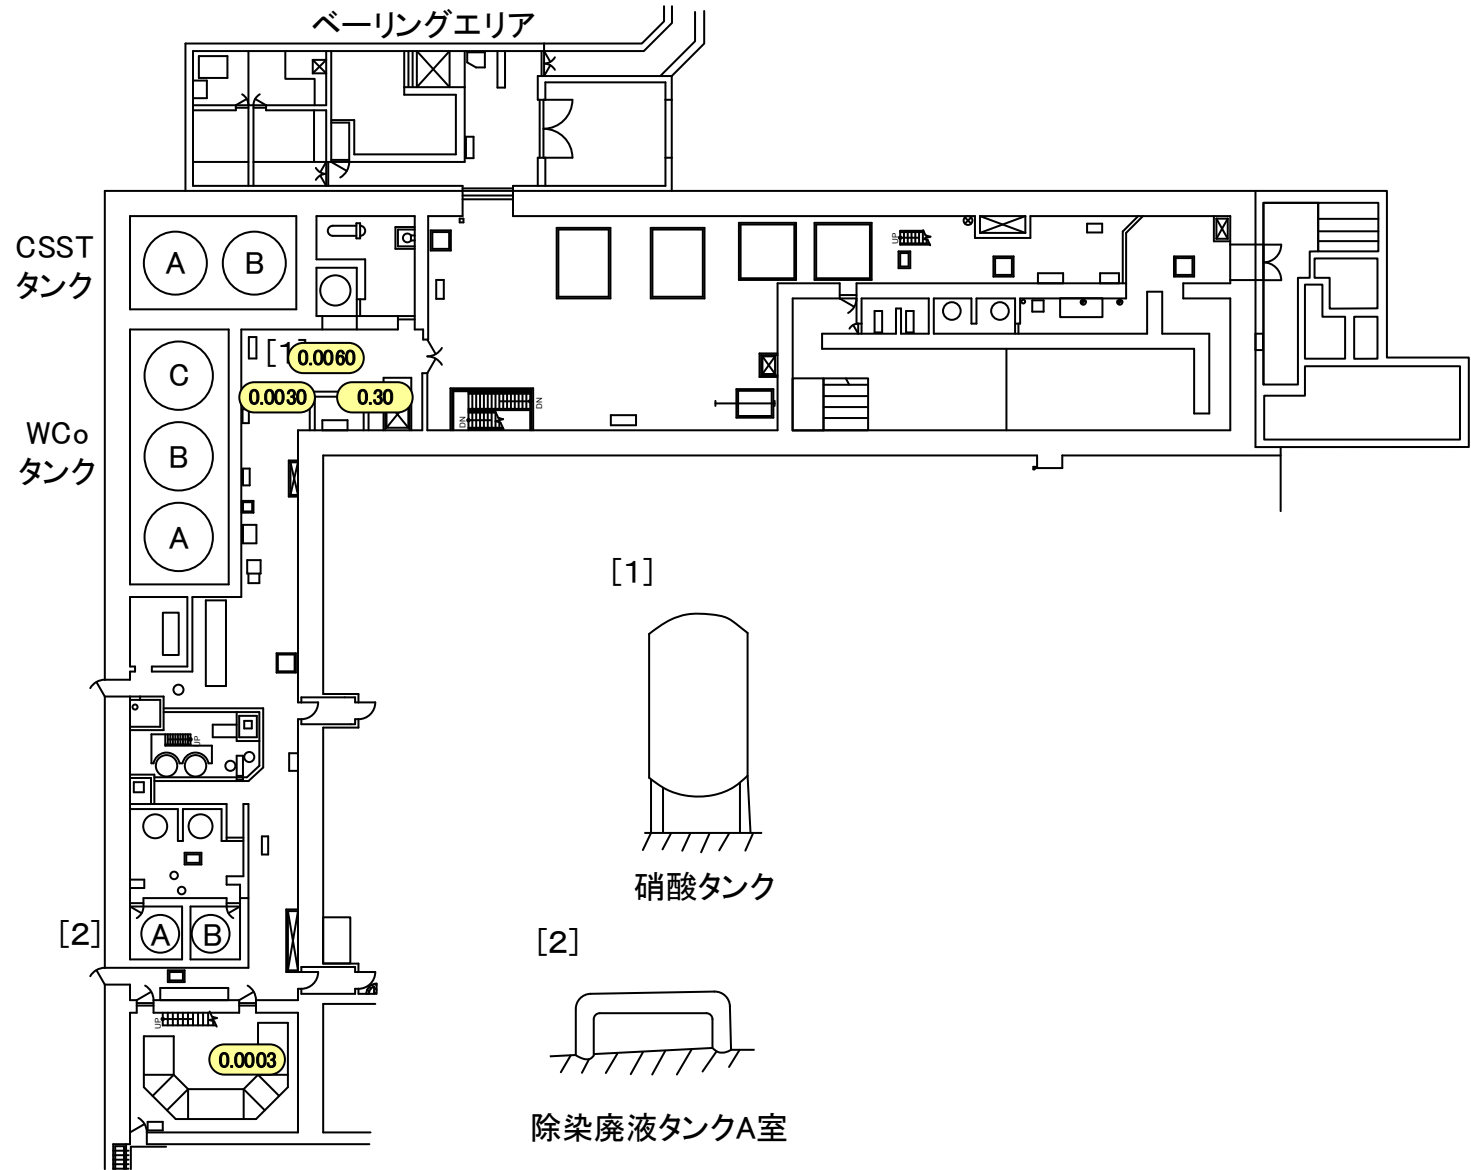 ベーリングエリア
CSST
タンク
A
B
UP
[1]
0.0060
0.0030
0.30
C
WCo
タンク
B
A
DN
DN
[1]
硝酸タンク
UP
[2]
A
B
[2]
UP
0.0003
除染廃液タンクA室